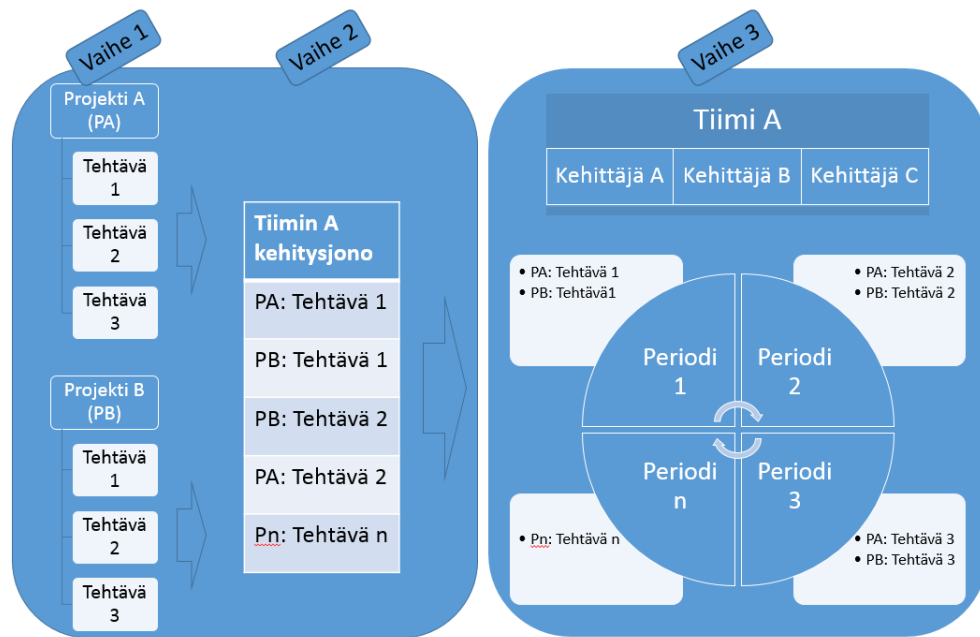 Vaihe 1
Projekti A
(PA)
Tehtävä
1
Tehtävä
2
Tehtävä
3
Projekti B
(PB)
Tehtävä
1
Tehtävä
2
Tehtävä
3
Vaihe 2
Tiimin A
kehitysjono
PA: Tehtävä 1
PB: Tehtävä 1
PB: Tehtävä 2
PA: Tehtävä 2
Pn: Tehtävä n
Vaihe 3
Tiimi A
Kehittäjä A
Kehittäjä B
Kehittäjä C
• PA: Tehtävä 1
• PB: Tehtävä1
• PA: Tehtävä 2
• PB: Tehtävä 2
Periodi
1
Periodi
2
Periodi
n
Periodi
3
• Pn: Tehtävä n
• PA: Tehtävä 3
• PB: Tehtävä 3